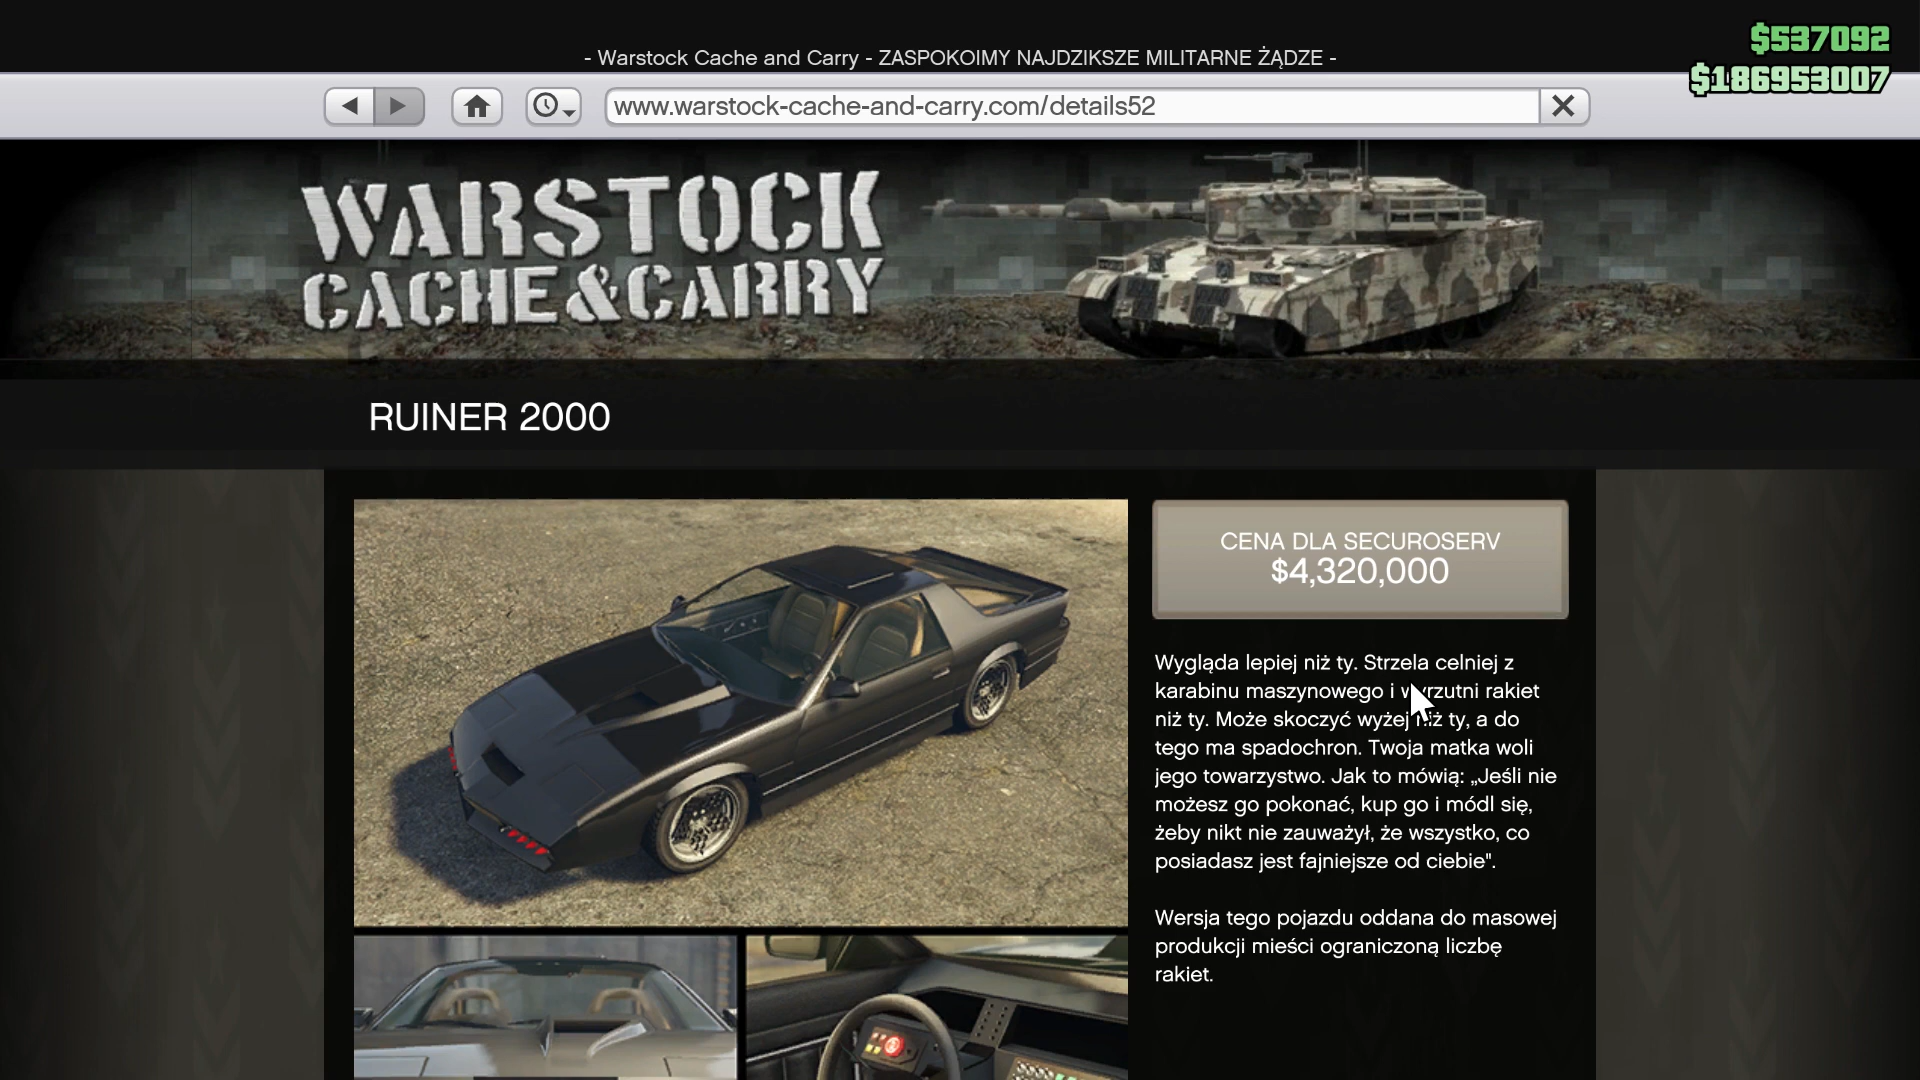 $537092
- Warstock Cache and Carry - ZASPOKOIMY NAJDZIKSZE MILITARNE ŻĄDZE -
$186953007
www.warstock-cache-and-carry.com/details52
WARSTOCK
CACHE&CARRY
RUINER 2000
CENA DLA SECUROSERV
$4,320,000
Wygląda lepiej niż ty. Strzela celniej z
karabinu maszynowego i wyrzutni rakiet
niż ty. Może skoczyć wyżej niż ty, a do
tego ma spadochron. Twoja matka woli
jego towarzystwo. Jak to mówią: „Jeśli nie
możesz go pokonać, kup go i módl się,
żeby nikt nie zauważył, że wszystko, co
posiadasz jest fajniejsze od ciebie".
Wersja tego pojazdu oddana do masowej
produkcji mieści ograniczoną liczbę
rakiet.